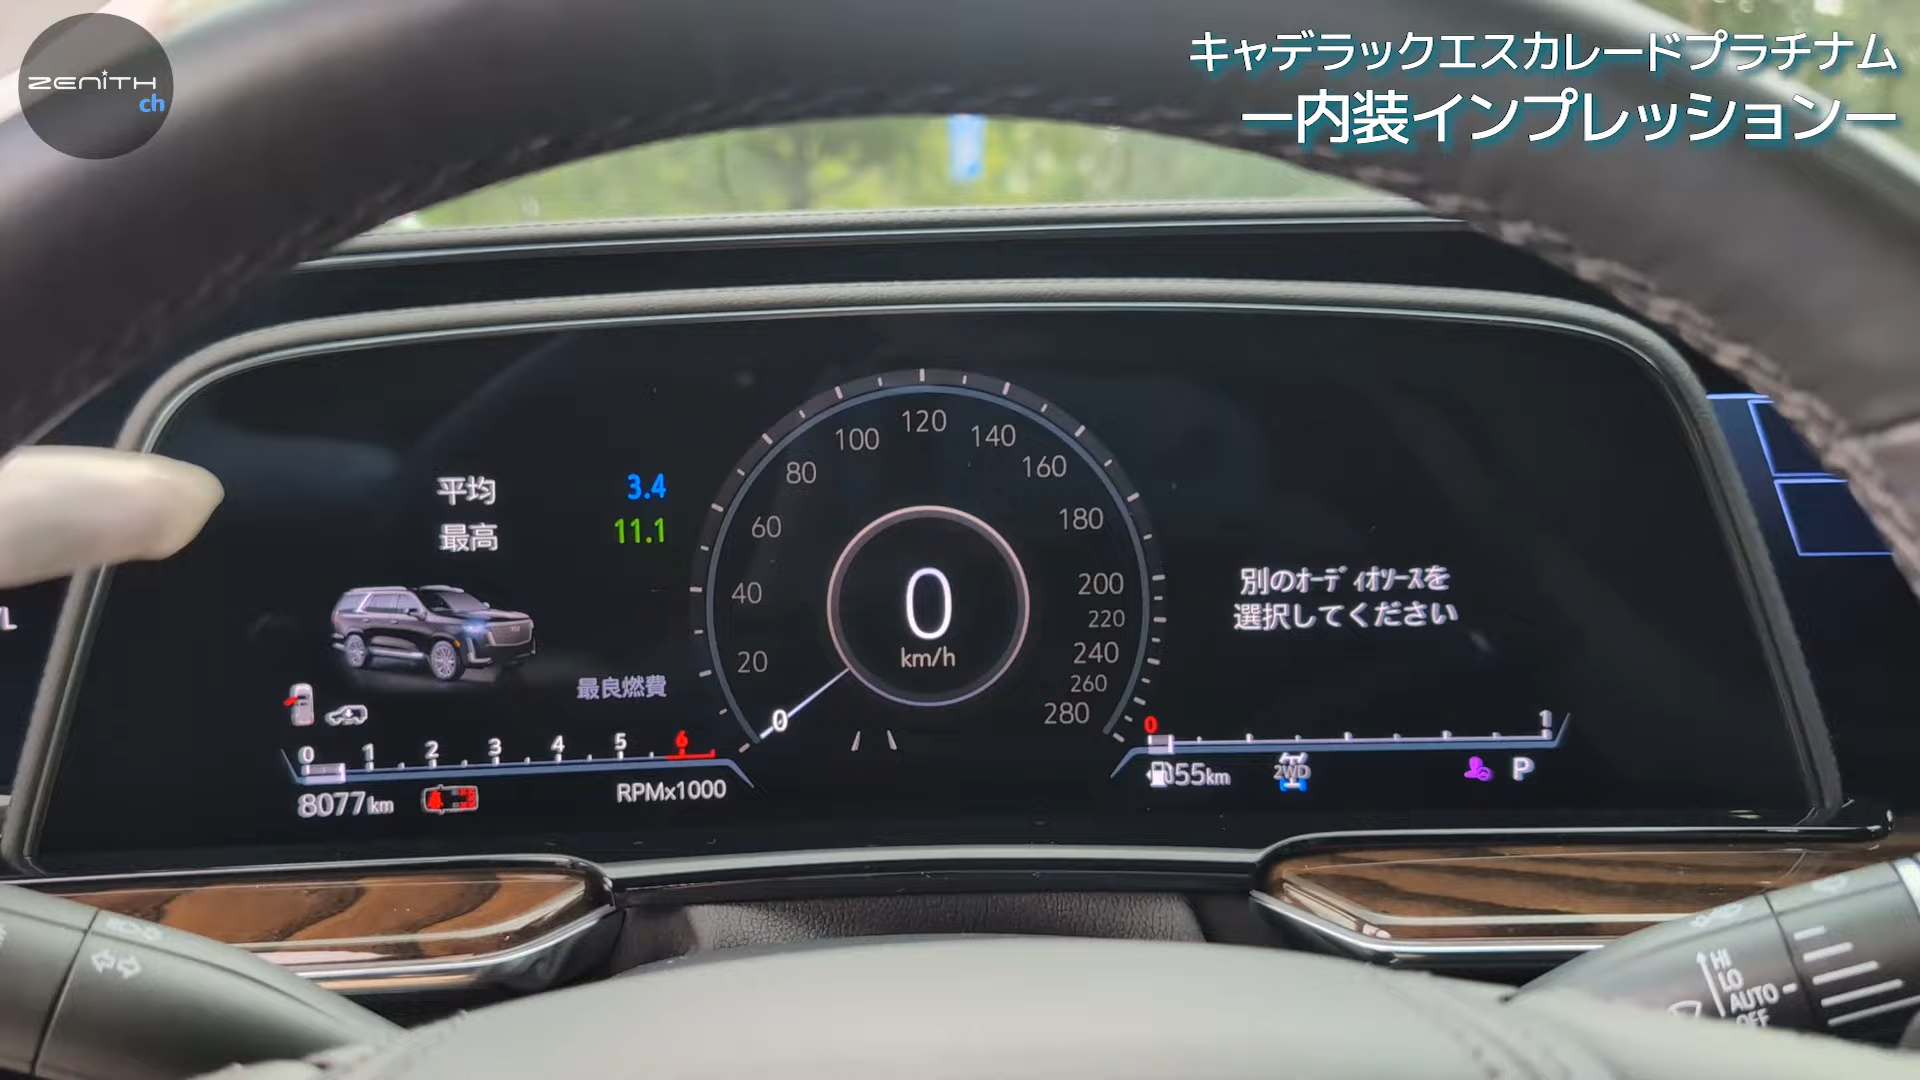 ZENITH
ch
キャデラックエスカレードプラチナム
ー内装インプレッションー
平均 3.4
最高 11.1
最良燃費
0 1 2 3 4 5 6
8077km
RPMx1000
0 20 40 60 80 100 120 140 160 180 200 220 240 260 280
0
km/h
別のｵｰﾃﾞｨｵｿｰｽを
選択してください
0 1
55km
2WD
P
HI
LO
AUTO
OFF